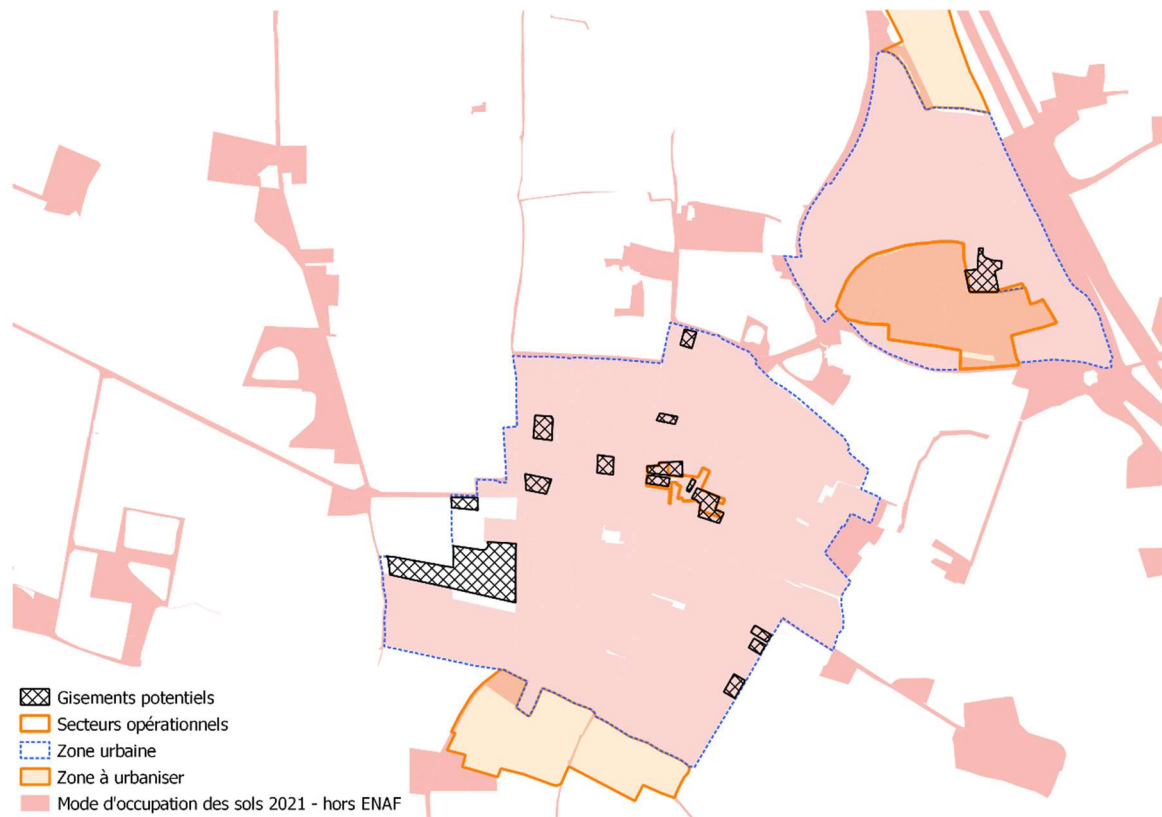 Gisements potentiels
Secteurs opérationnels
Zone urbaine
Zone à urbaniser
Mode d'occupation des sols 2021 - hors ENAF